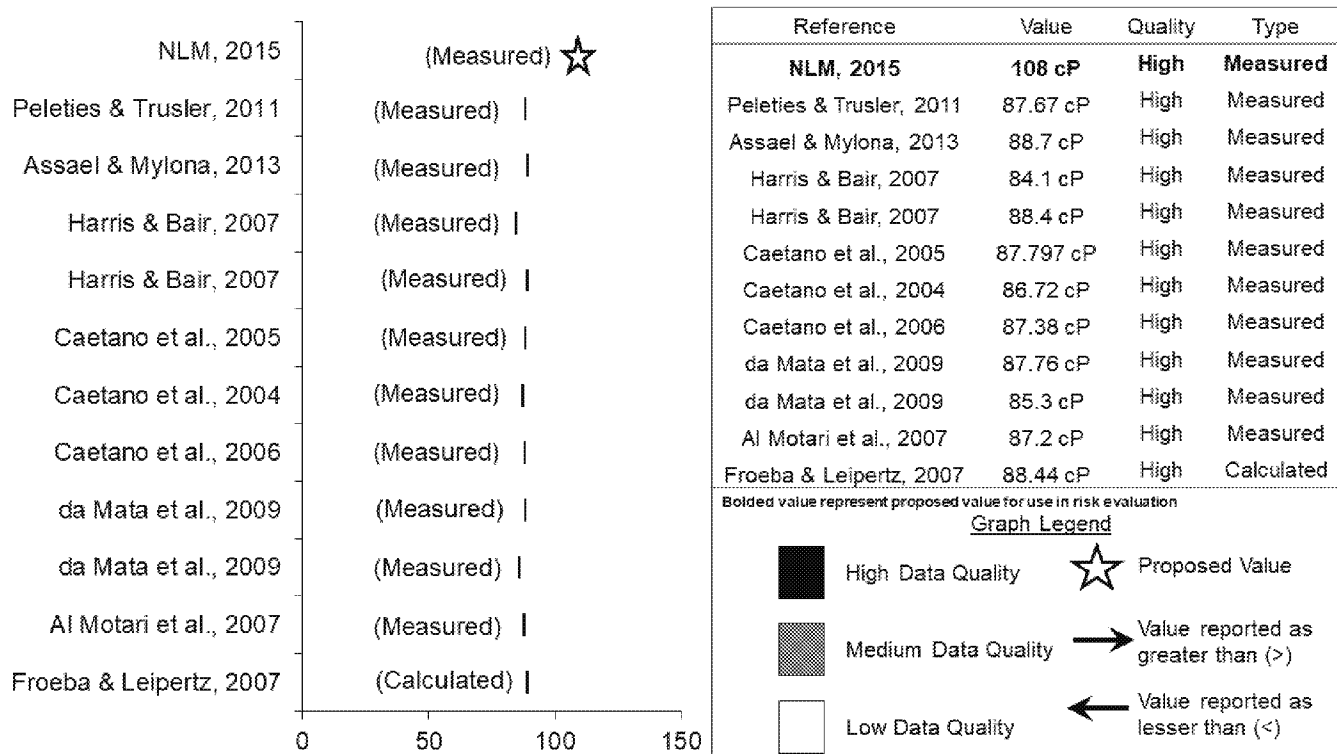 NLM, 2015 (Measured)
Peleties & Trusler, 2011 (Measured)
Assael & Mylona, 2013 (Measured)
Harris & Bair, 2007 (Measured)
Harris & Bair, 2007 (Measured)
Caetano et al., 2005 (Measured)
Caetano et al., 2004 (Measured)
Caetano et al., 2006 (Measured)
da Mata et al., 2009 (Measured)
da Mata et al., 2009 (Measured)
Al Motari et al., 2007 (Measured)
Froeba & Leipertz, 2007 (Calculated)
0 50 100 150
Reference Value Quality Type
NLM, 2015 108 cP High Measured
Peleties & Trusler, 2011 87.67 cP High Measured
Assael & Mylona, 2013 88.7 cP High Measured
Harris & Bair, 2007 84.1 cP High Measured
Harris & Bair, 2007 88.4 cP High Measured
Caetano et al., 2005 87.797 cP High Measured
Caetano et al., 2004 86.72 cP High Measured
Caetano et al., 2006 87.38 cP High Measured
da Mata et al., 2009 87.76 cP High Measured
da Mata et al., 2009 85.3 cP High Measured
Al Motari et al., 2007 87.2 cP High Measured
Froeba & Leipertz, 2007 88.44 cP High Calculated
Bolded value represent proposed value for use in risk evaluation
Graph Legend
High Data Quality
Proposed Value
Medium Data Quality
Value reported as
greater than (>)
Low Data Quality
Value reported as
lesser than (<)